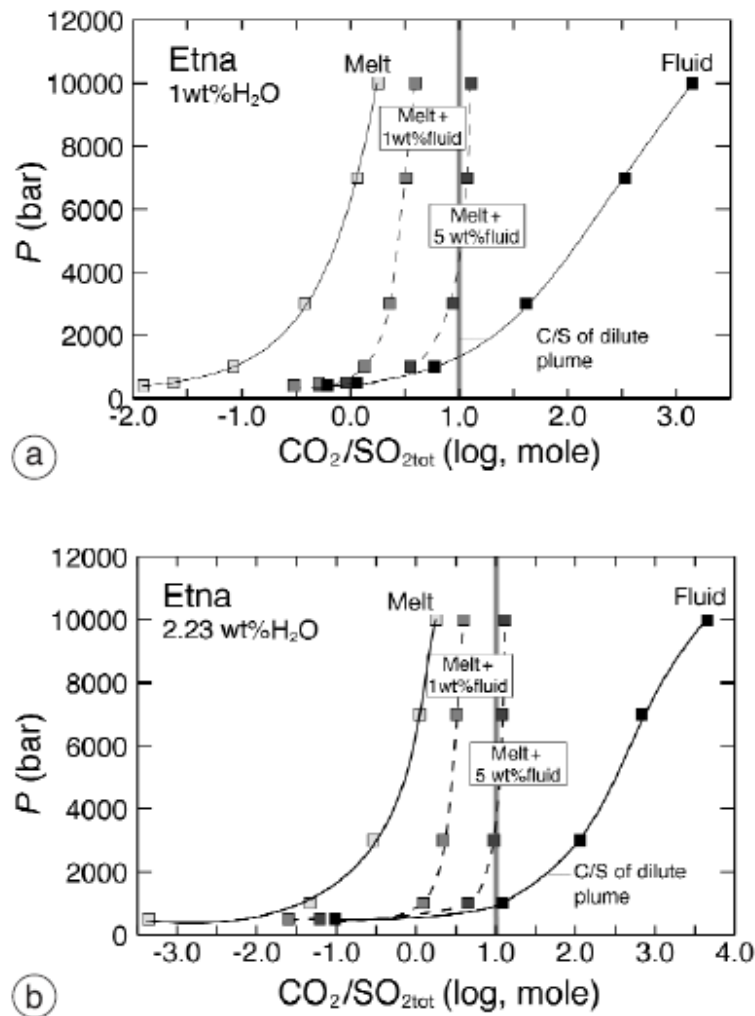 12000
10000
8000
6000
4000
2000
0
P (bar)
Etna
1wt%H₂O
Melt
Fluid
Melt+
1wt%fluid
Melt+
5 wt%fluid
C/S of dilute
plume
-2.0 -1.0 0.0 1.0 2.0 3.0
CO₂/SO₂tot (log, mole)
a
12000
10000
8000
6000
4000
2000
0
P (bar)
Etna
2.23 wt%H₂O
Melt
Fluid
Melt+
1wt%fluid
Melt+
5 wt%fluid
C/S of dilute
plume
-3.0 -2.0 -1.0 0.0 1.0 2.0 3.0 4.0
CO₂/SO₂tot (log, mole)
b